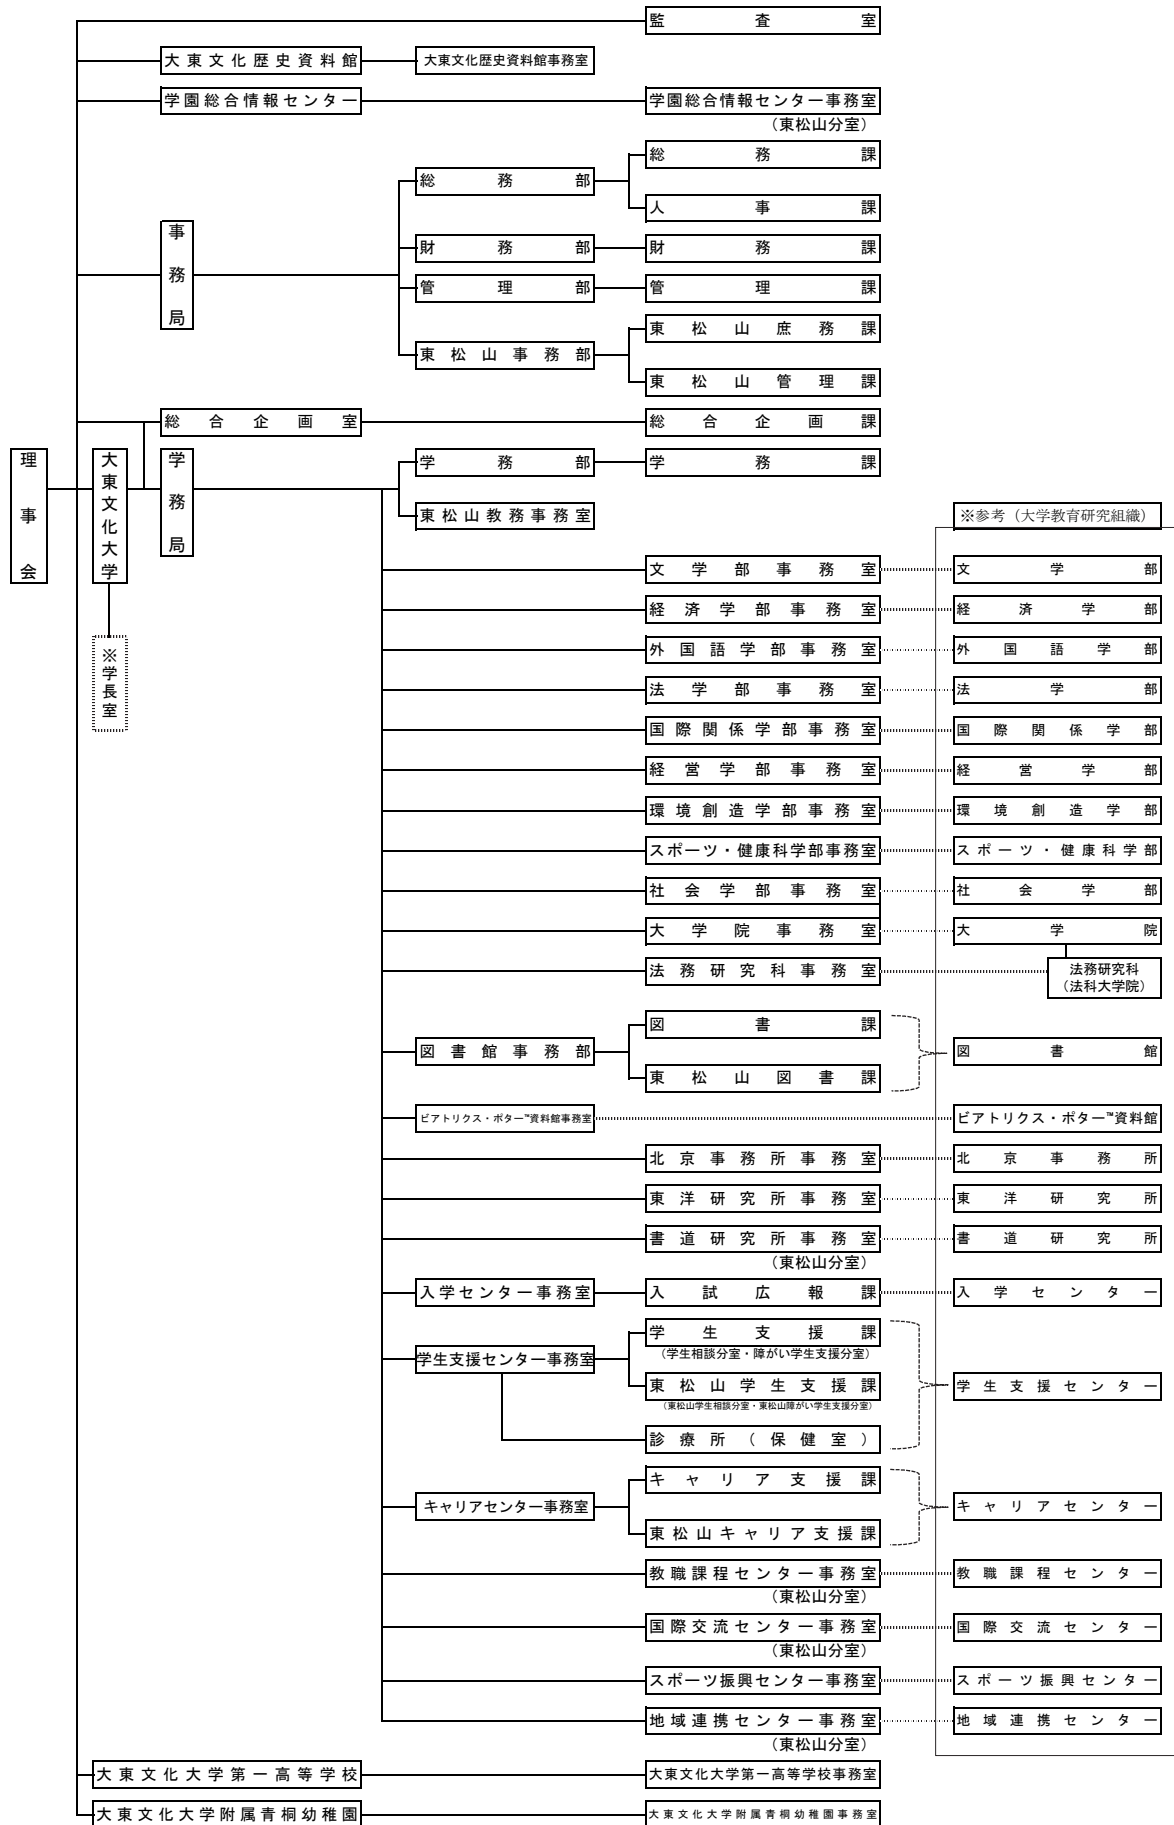 監査室
大東文化歴史資料館 大東文化歴史資料館事務室
学園総合情報センター 学園総合情報センター事務室
（東松山分室）
総務課
総務部
人事課
事務局
財務部 財務課
管理部 管理課
東松山庶務課
東松山事務部
東松山管理課
総合企画室 総合企画課
理事会
大東文化大学
学務局
学務部 学務課
東松山教務事務室
※参考（大学教育研究組織）
文学部事務室 文学部
経済学部事務室 経済学部
※学長室
外国語学部事務室 外国語学部
法学部事務室 法学部
国際関係学部事務室 国際関係学部
経営学部事務室 経営学部
環境創造学部事務室 環境創造学部
スポーツ・健康科学部事務室 スポーツ・健康科学部
社会学部事務室 社会学部
大学院事務室 大学院
法務研究科事務室 法務研究科
（法科大学院）
図書課
図書館事務部 図書館
東松山図書課
ビアトリクス・ポター™資料館事務室 ビアトリクス・ポター™資料館
北京事務所事務室 北京事務所
東洋研究所事務室 東洋研究所
書道研究所事務室 書道研究所
（東松山分室）
入学センター事務室 入試広報課 入学センター
学生支援課
（学生相談分室・障がい学生支援分室）
学生支援センター事務室
東松山学生支援課 学生支援センター
（東松山学生相談分室・東松山障がい学生支援分室）
診療所（保健室）
キャリア支援課
キャリアセンター事務室 キャリアセンター
東松山キャリア支援課
教職課程センター事務室 教職課程センター
（東松山分室）
国際交流センター事務室 国際交流センター
（東松山分室）
スポーツ振興センター事務室 スポーツ振興センター
地域連携センター事務室 地域連携センター
（東松山分室）
大東文化大学第一高等学校 大東文化大学第一高等学校事務室
大東文化大学附属青桐幼稚園 大東文化大学附属青桐幼稚園事務室